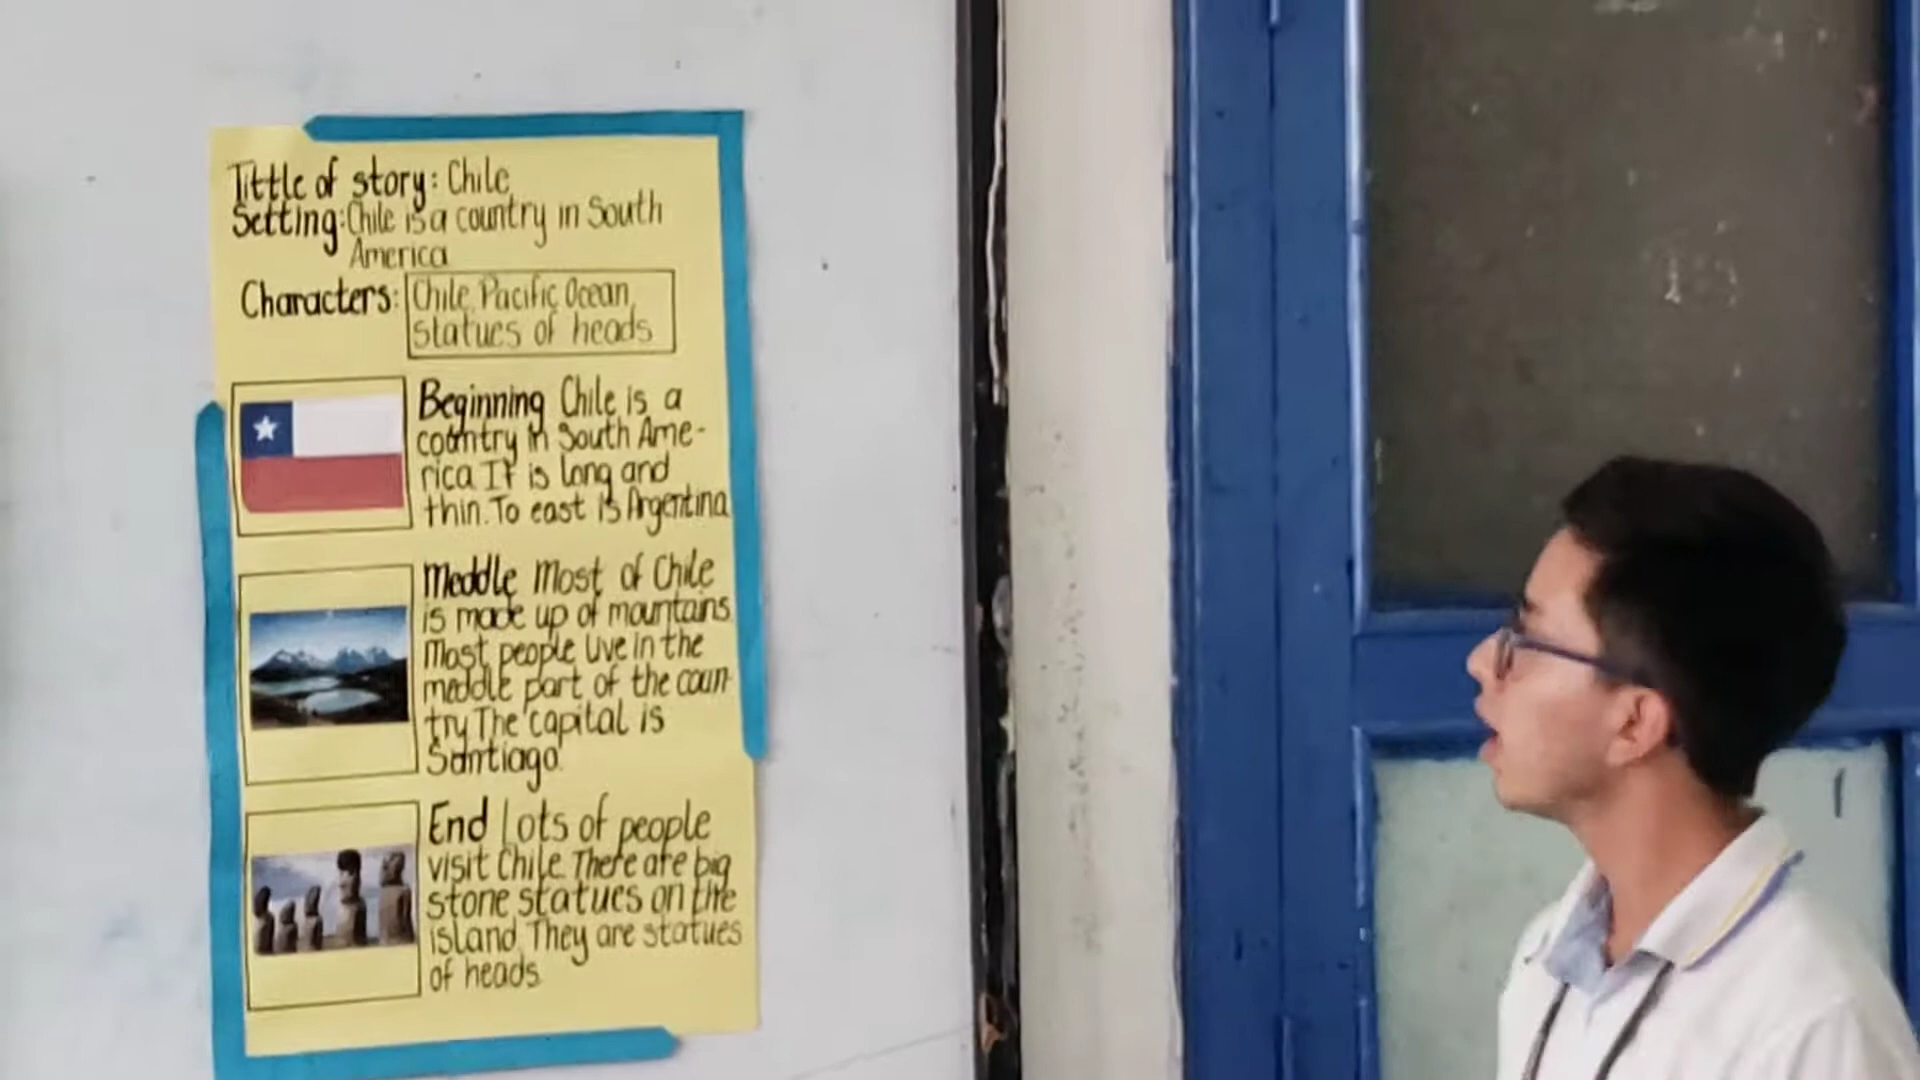 Tittle of story: Chile
Setting: Chile is a country in South
America
Characters: Chile, Pacific Ocean,
statues of heads
Beginning Chile is a
country in South Ame-
rica. It is long and
thin. To east is Argentina
Meddle Most of Chile
is made up of mountains.
Most people live in the
meddle part of the coun-
try The capital is
Santiago.
End Lots of people
visit Chile. There are big
stone statues on the
island. They are statues
of heads.